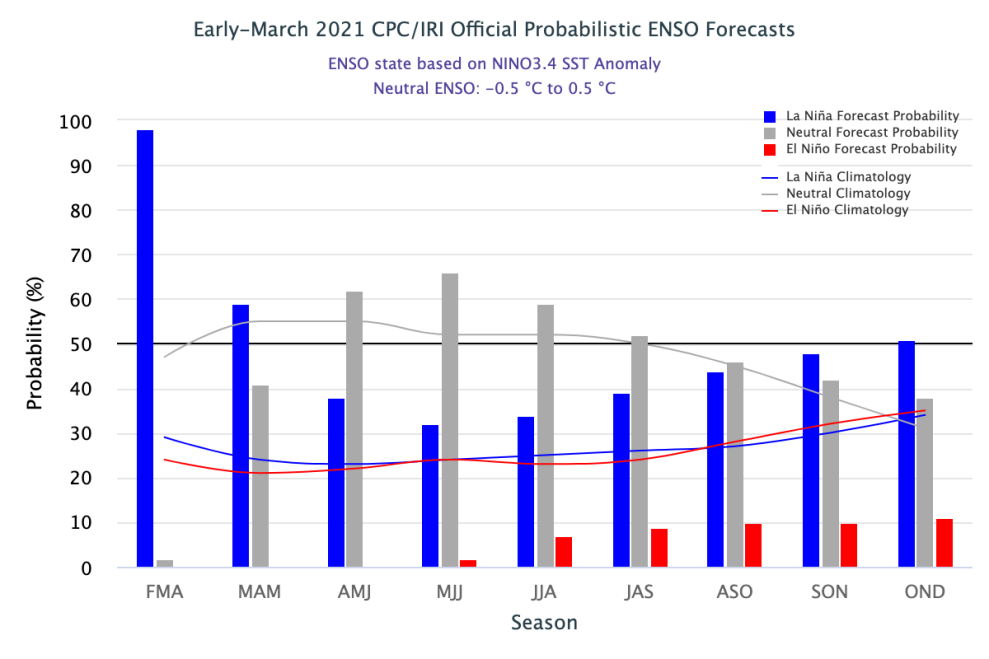 Early-March 2021 CPC/IRI Official Probabilistic ENSO Forecasts
ENSO state based on NINO3.4 SST Anomaly
Neutral ENSO: -0.5 °C to 0.5 °C
La Niña Forecast Probability
Neutral Forecast Probability
El Niño Forecast Probability
La Niña Climatology
Neutral Climatology
El Niño Climatology
Probability (%)
100
90
80
70
60
50
40
30
20
10
0
FMA MAM AMJ MJJ JJA JAS ASO SON OND
Season